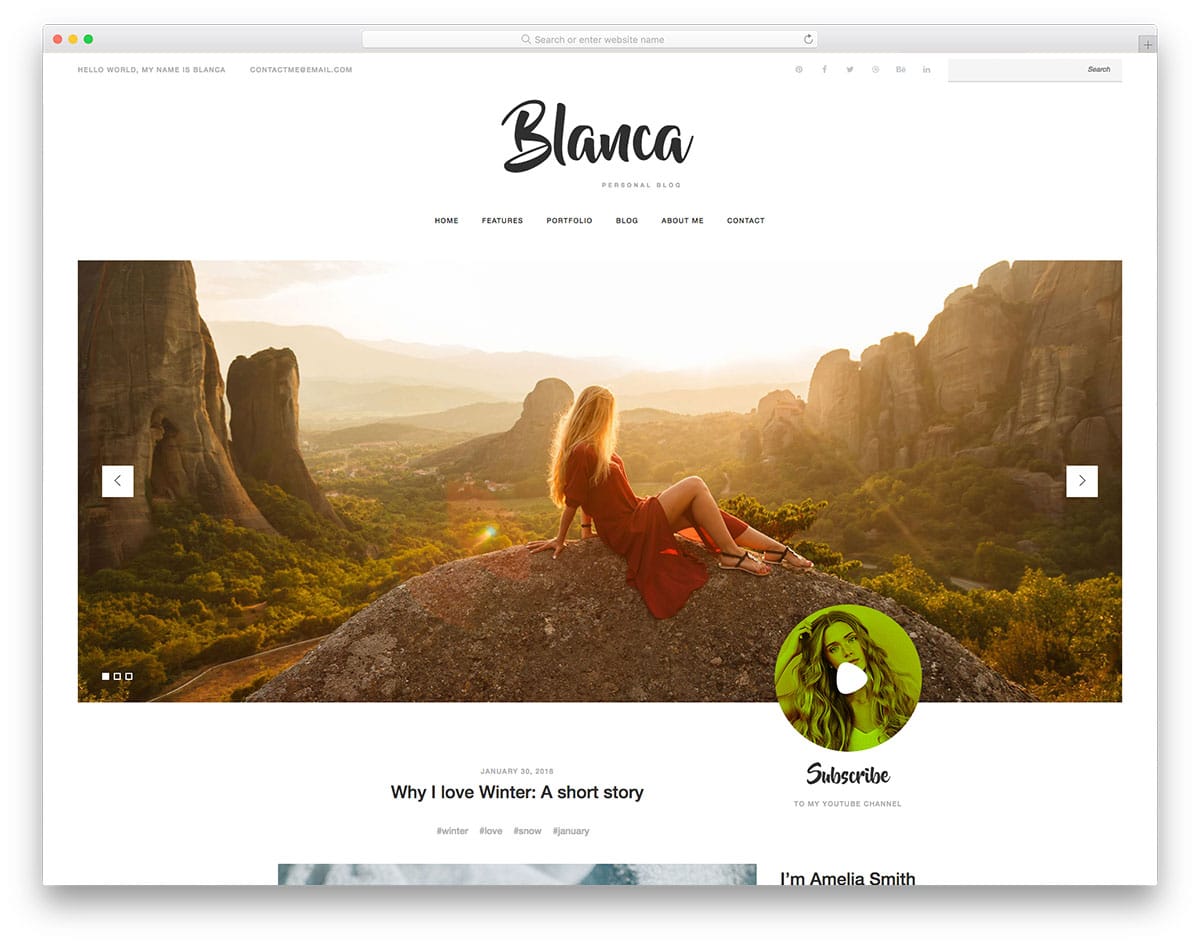 Search or enter website name
HELLO WORLD, MY NAME IS BLANCA CONTACTME@EMAIL.COM Bē in Search
Blanca
PERSONAL BLOG
HOME FEATURES PORTFOLIO BLOG ABOUT ME CONTACT
JANUARY 30, 2018
Why I love Winter: A short story
#winter #love #snow #january
Subscribe
TO MY YOUTUBE CHANNEL
I'm Amelia Smith